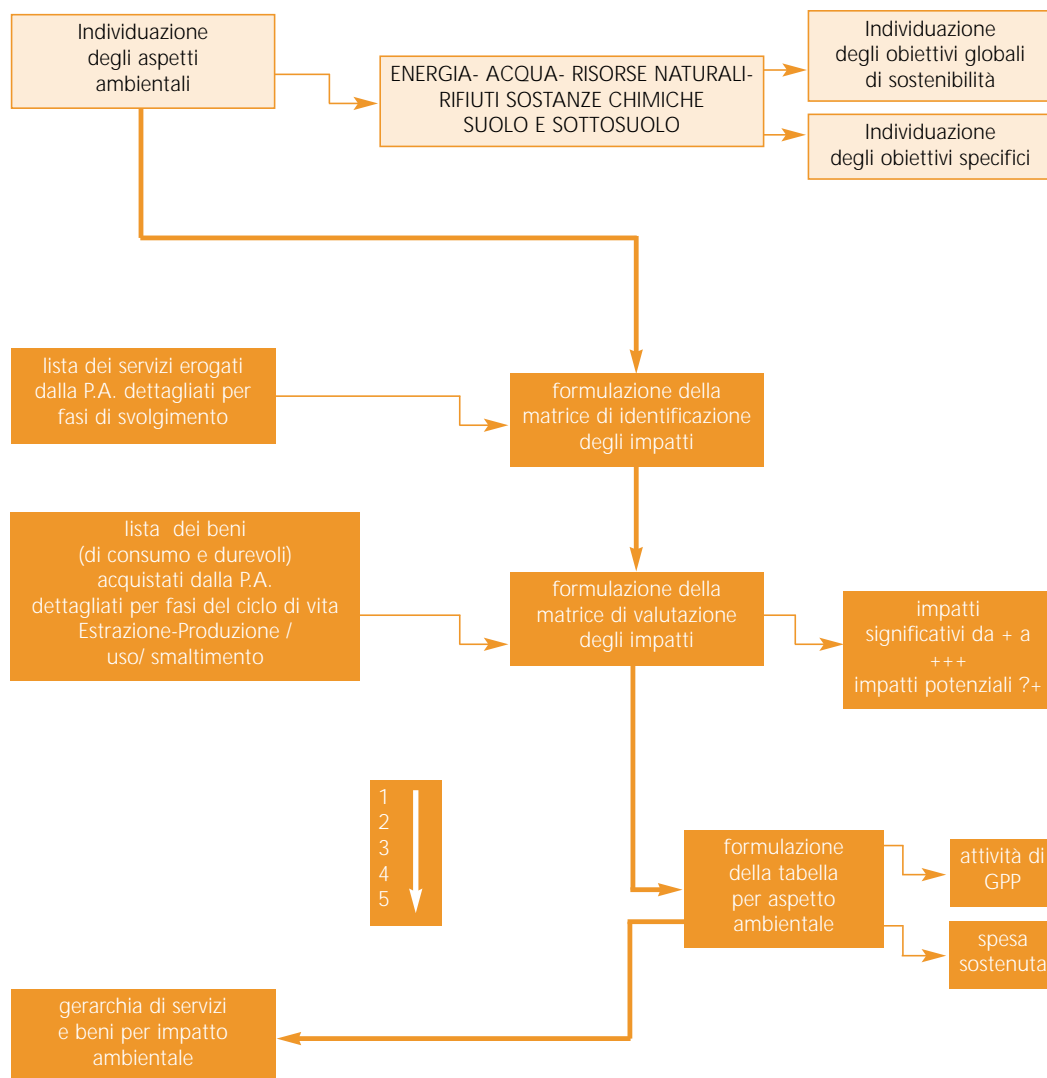 Individuazione
degli aspetti
ambientali
ENERGIA- ACQUA- RISORSE NATURALI-
RIFIUTI SOSTANZE CHIMICHE
SUOLO E SOTTOSUOLO
Individuazione
degli obiettivi globali
di sostenibilità
Individuazione
degli obiettivi specifici
lista dei servizi erogati
dalla P.A. dettagliati per
fasi di svolgimento
formulazione della
matrice di identificazione
degli impatti
lista dei beni
(di consumo e durevoli)
acquistati dalla P.A.
dettagliati per fasi del ciclo di vita
Estrazione-Produzione /
uso/ smaltimento
formulazione della
matrice di valutazione
degli impatti
impatti
significativi da + a
+++
impatti potenziali ?+
1
2
3
4
5
formulazione
della tabella
per aspetto
ambientale
attività di
GPP
spesa
sostenuta
gerarchia di servizi
e beni per impatto
ambientale